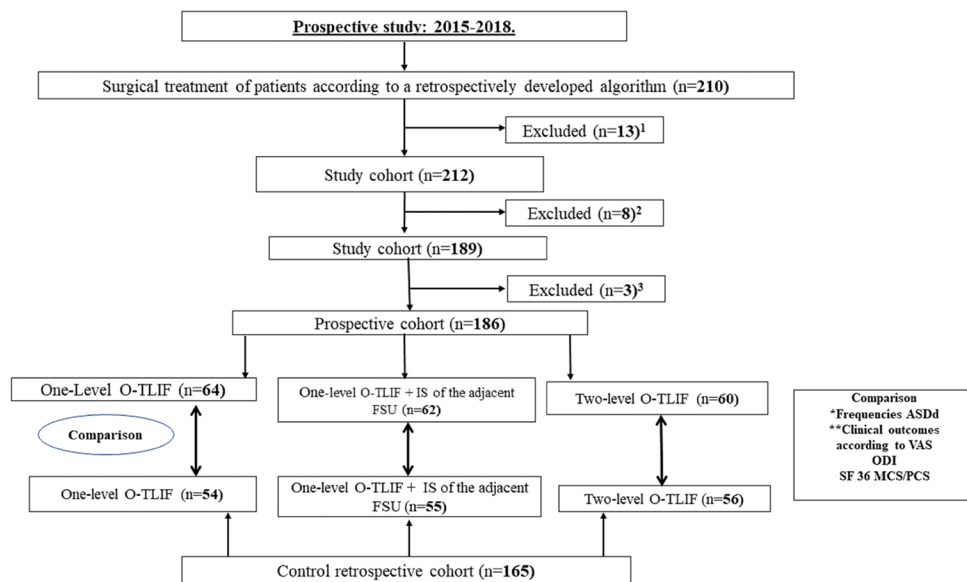 Prospective study: 2015-2018.
Surgical treatment of patients according to a retrospectively developed algorithm (n=210)
Excluded (n=13)¹
Study cohort (n=212)
Excluded (n=8)²
Study cohort (n=189)
Excluded (n=3)³
Prospective cohort (n=186)
One-Level O-TLIF (n=64)
One-level O-TLIF + IS of the adjacent
FSU (n=62)
Two-level O-TLIF (n=60)
Comparison
One-level O-TLIF (n=54)
One-level O-TLIF + IS of the adjacent
FSU (n=55)
Two-level O-TLIF (n=56)
Control retrospective cohort (n=165)
Comparison
*Frequencies ASDd
**Clinical outcomes
according to VAS
ODI
SF 36 MCS/PCS